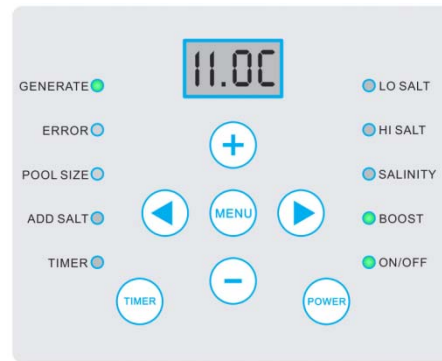 11.0C
GENERATE
LO SALT
ERROR
HI SALT
POOL SIZE
SALINITY
ADD SALT
MENU
BOOST
TIMER
ON/OFF
TIMER
POWER